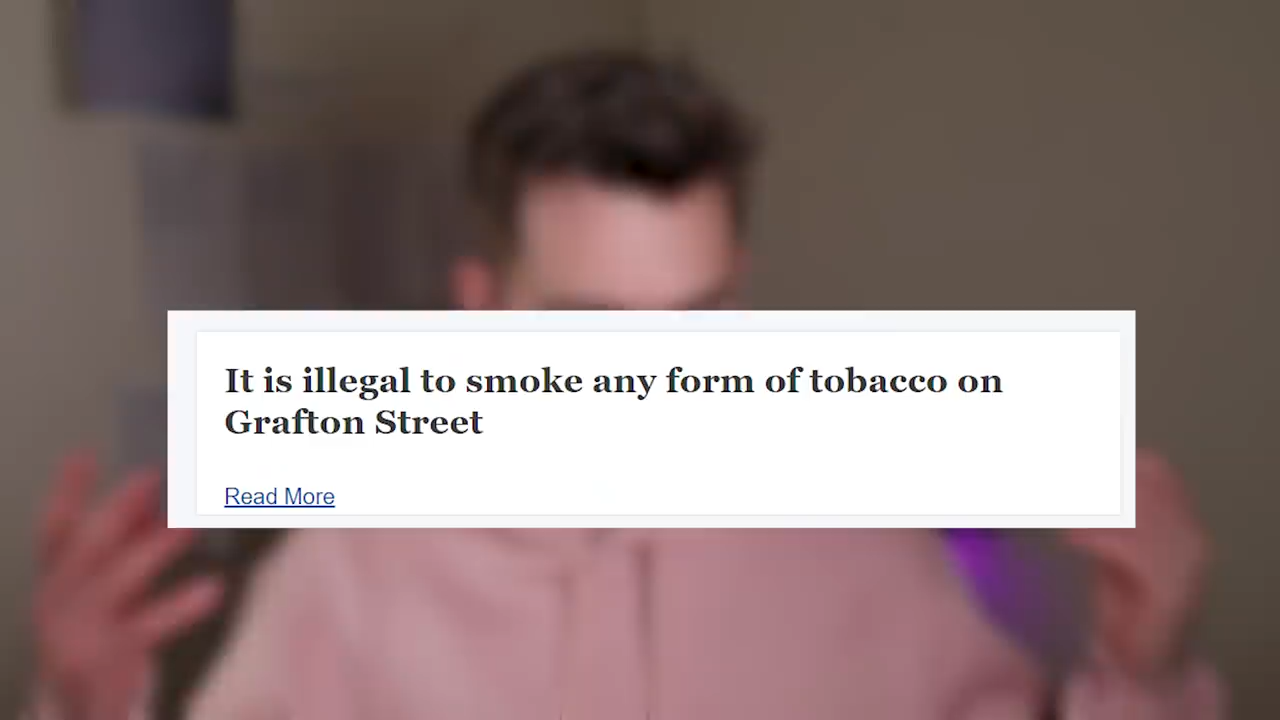 It is illegal to smoke any form of tobacco on
Grafton Street
Read More